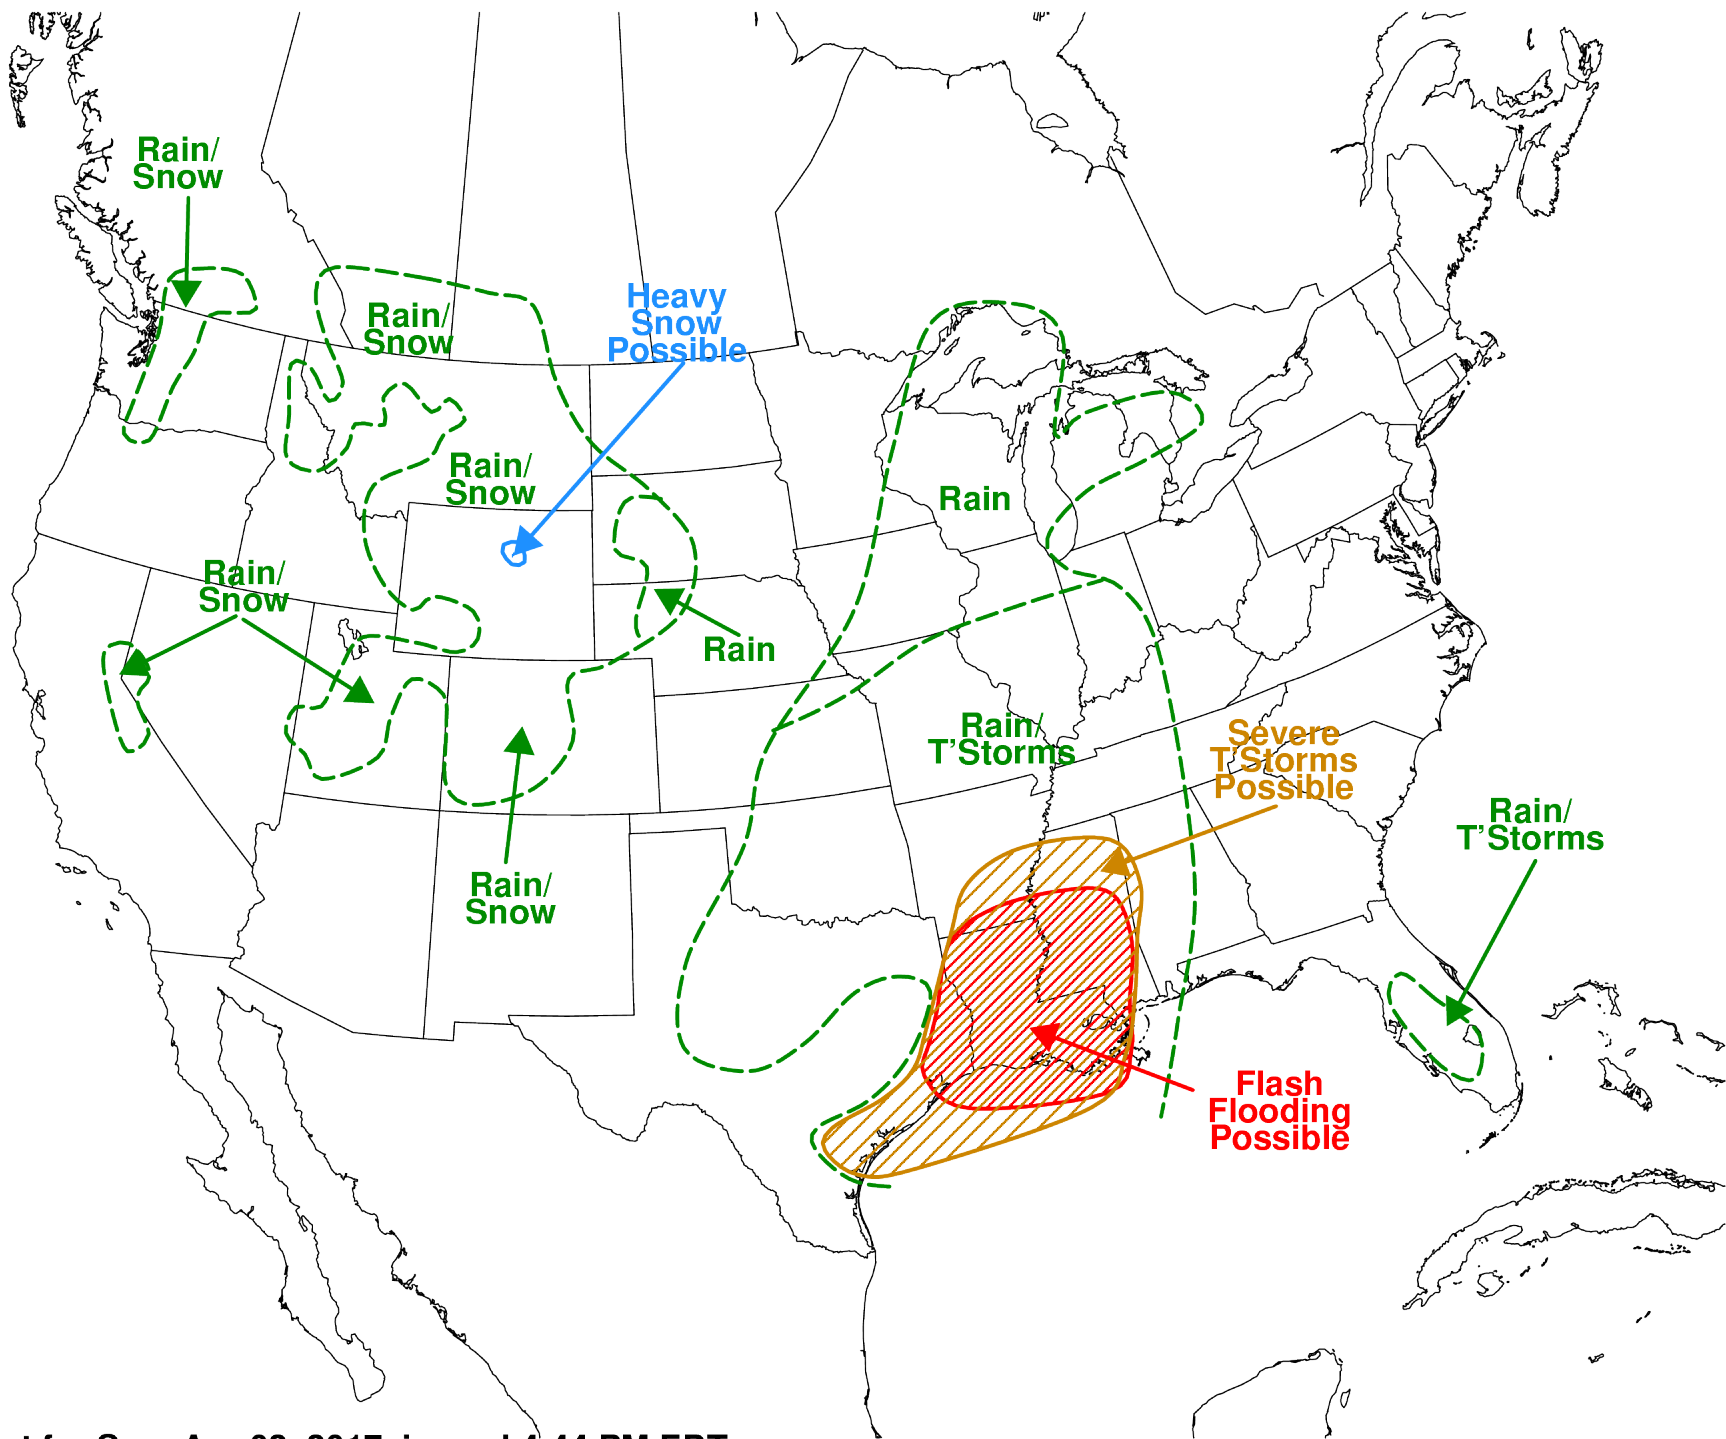 Rain/
Snow
Rain/
Snow
Heavy
Snow
Possible
Rain/
Snow
Rain
Rain/
Snow
Rain
Rain/
T'Storms
Severe
T'Storms
Possible
Rain/
T'Storms
Rain/
Snow
Flash
Flooding
Possible